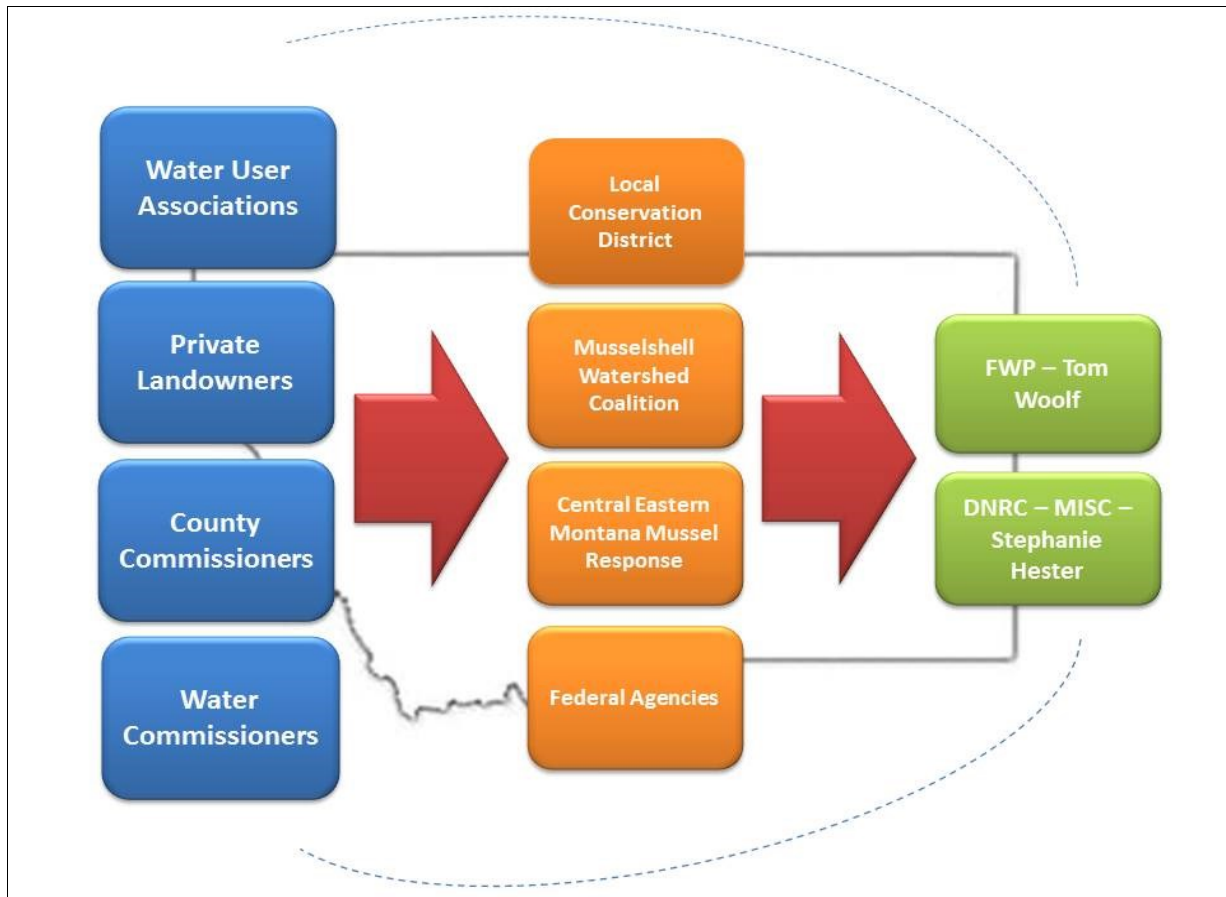 Water User
Associations
Private
Landowners
County
Commissioners
Water
Commissioners
Local
Conservation
District
Musselshell
Watershed
Coalition
Central Eastern
Montana Mussel
Response
Federal Agencies
FWP – Tom
Woolf
DNRC – MISC –
Stephanie
Hester